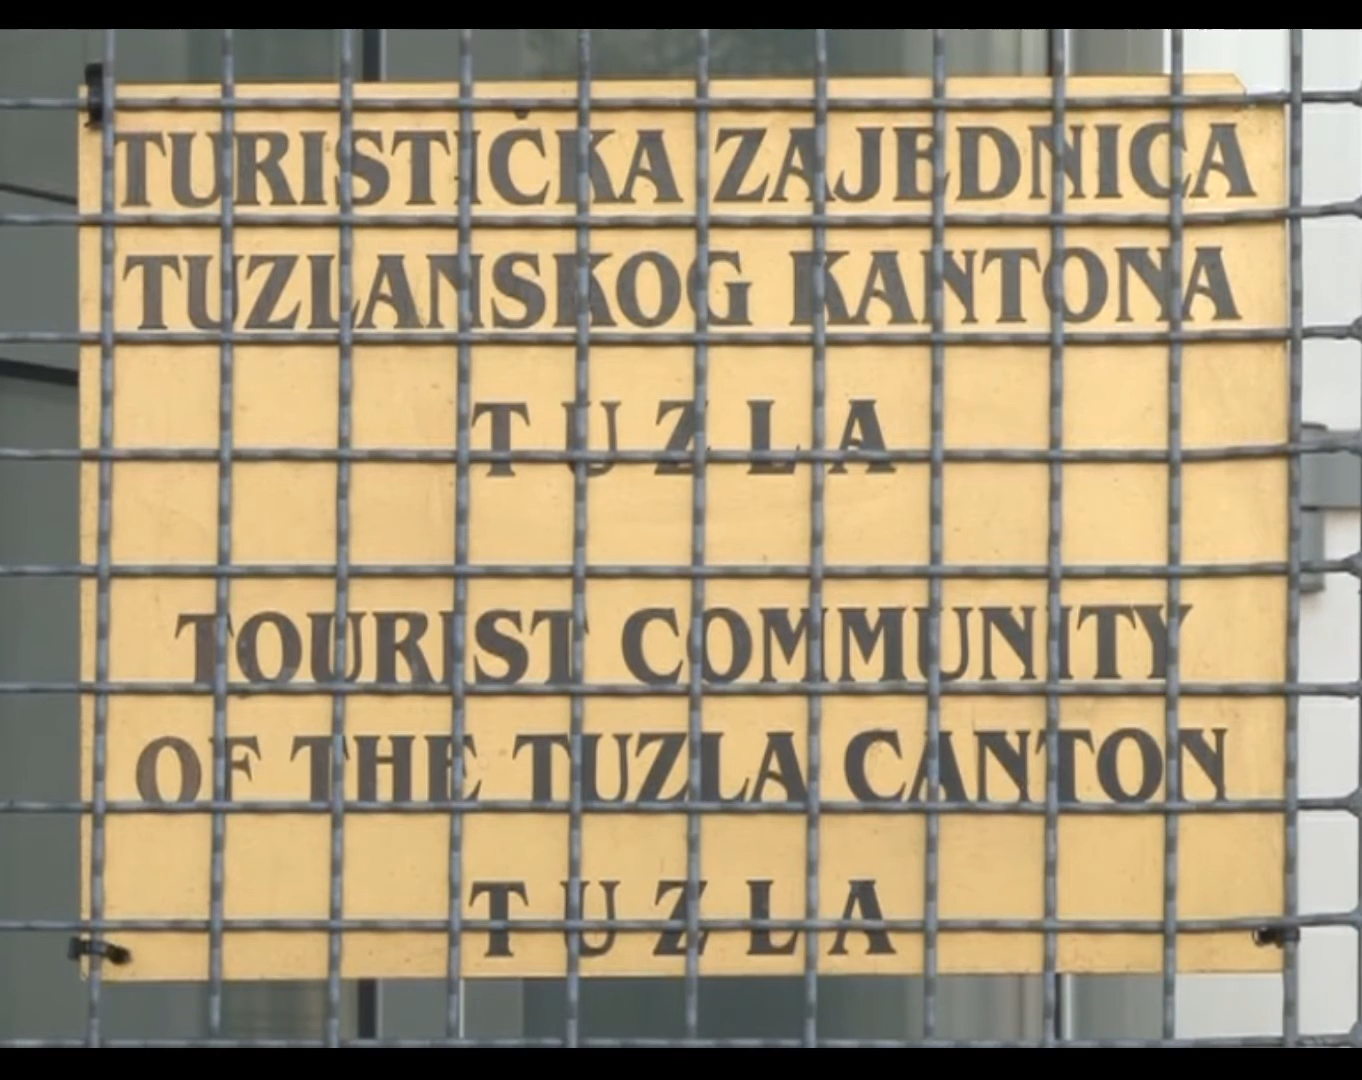 TURISTIČKA ZAJEDNICA
TUZLANSKOG KANTONA
TUZLA
TOURIST COMMUNITY
OF THE TUZLA CANTON
TUZLA